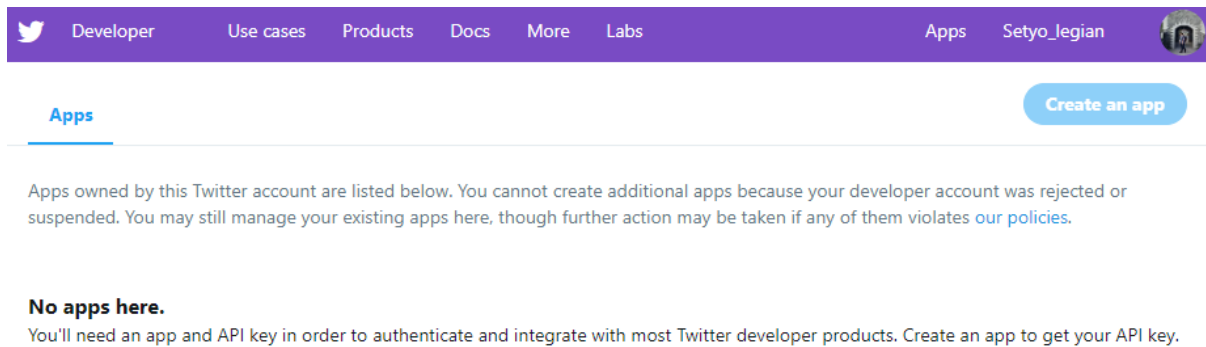 Developer Use cases Products Docs More Labs Apps Setyo_legian
Apps Create an app
Apps owned by this Twitter account are listed below. You cannot create additional apps because your developer account was rejected or
suspended. You may still manage your existing apps here, though further action may be taken if any of them violates our policies.
No apps here.
You'll need an app and API key in order to authenticate and integrate with most Twitter developer products. Create an app to get your API key.